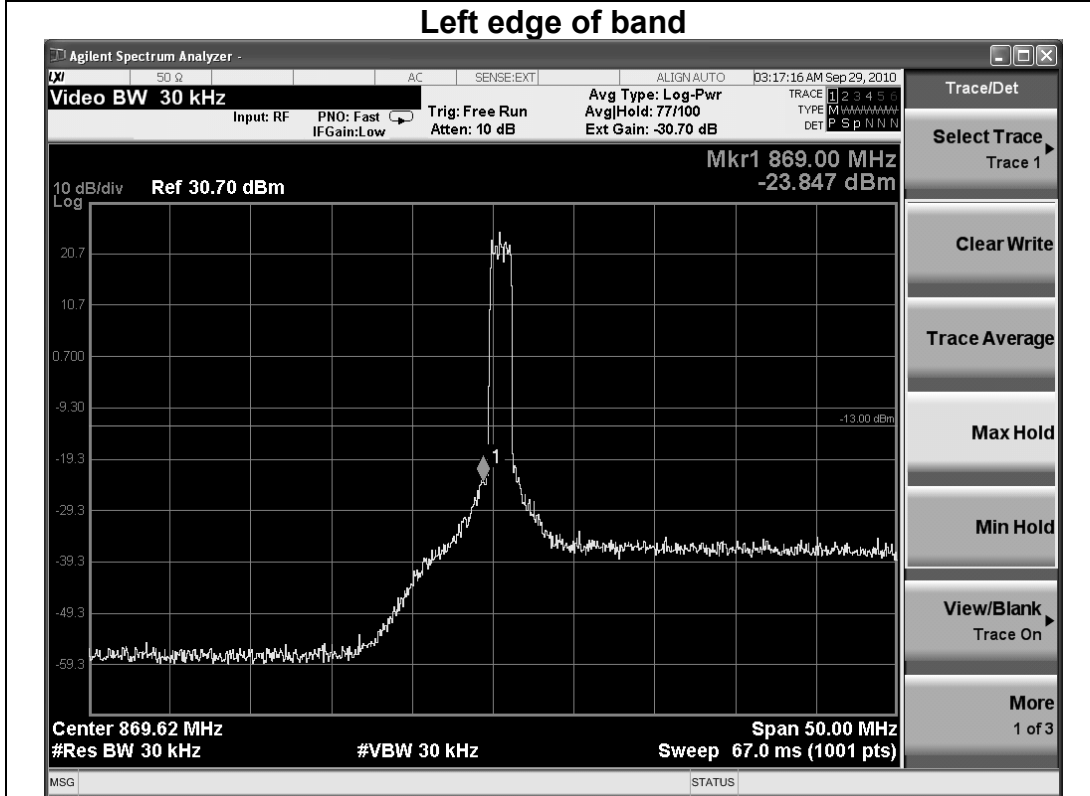 Left edge of band
Agilent Spectrum Analyzer -
LXI 50 Ω AC SENSE:EXT ALIGN AUTO 03:17:16 AM Sep 29, 2010
Video BW 30 kHz
Input: RF
PNO: Fast
IFGain:Low
Trig: Free Run
Atten: 10 dB
Avg Type: Log-Pwr
Avg|Hold: 77/100
Ext Gain: -30.70 dB
TRACE 1 2 3 4 5 6
TYPE M W W W W W
DET P S p N N N
Mkr1 869.00 MHz
-23.847 dBm
10 dB/div Ref 30.70 dBm
Log
20.7
10.7
0.700
-9.30
-13.00 dBm
-19.3
1
-29.3
-39.3
-49.3
-59.3
Center 869.62 MHz Span 50.00 MHz
#Res BW 30 kHz #VBW 30 kHz Sweep 67.0 ms (1001 pts)
MSG STATUS
Trace/Det
Select Trace
Trace 1
Clear Write
Trace Average
Max Hold
Min Hold
View/Blank
Trace On
More
1 of 3